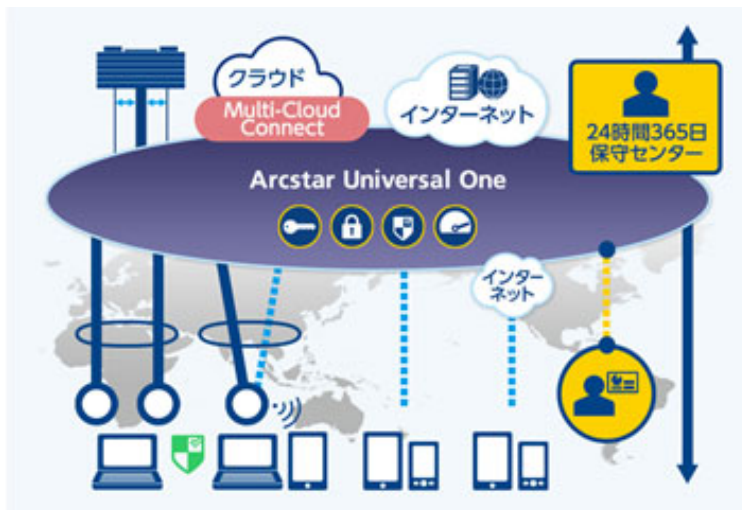 クラウド
Multi-Cloud
Connect
インターネット
24時間365日
保守センター
Arcstar Universal One
インター
ネット